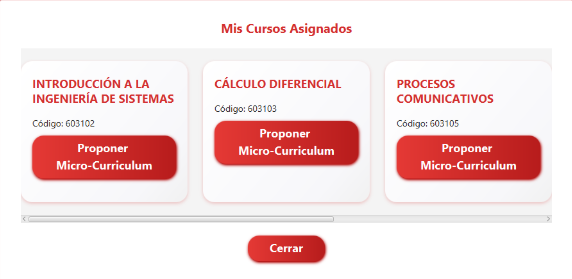 Mis Cursos Asignados
INTRODUCCIÓN A LA
INGENIERÍA DE SISTEMAS
Código: 603102
Proponer
Micro-Curriculum
CÁLCULO DIFERENCIAL
Código: 603103
Proponer
Micro-Curriculum
PROCESOS
COMUNICATIVOS
Código: 603105
Proponer
Micro-Curriculum
Cerrar